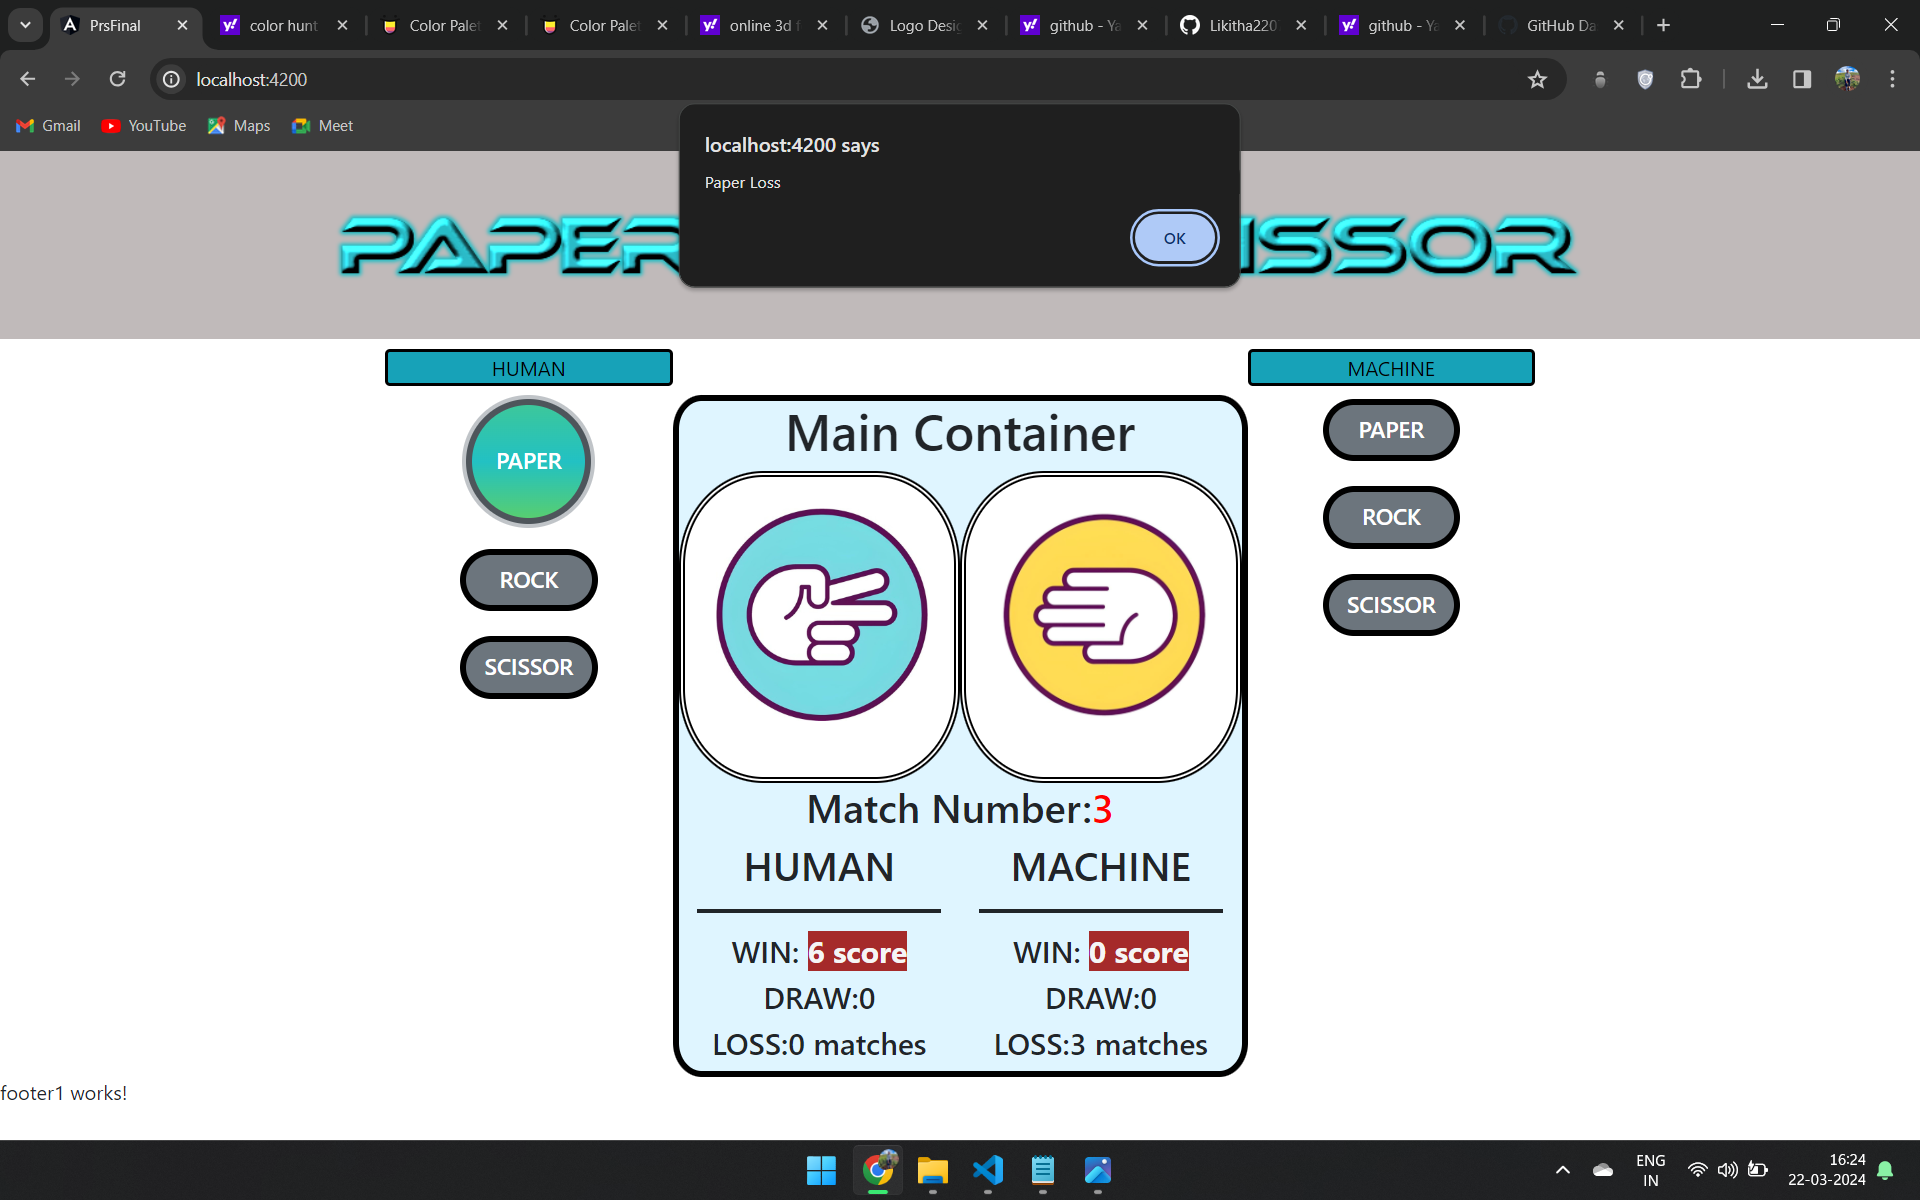 PrsFinal
color hunt
Color Palet
Color Palet
online 3d f
Logo Desig
github - Ya
Likitha220
github - Ya
GitHub Da
localhost:4200
Gmail
YouTube
Maps
Meet
localhost:4200 says
Paper Loss
OK
PAPER
ISSOR
HUMAN
MACHINE
PAPER
ROCK
SCISSOR
Main Container
PAPER
ROCK
SCISSOR
Match Number:3
HUMAN
MACHINE
WIN: 6 score
WIN: 0 score
DRAW:0
DRAW:0
LOSS:0 matches
LOSS:3 matches
footer1 works!
ENG
IN
16:24
22-03-2024